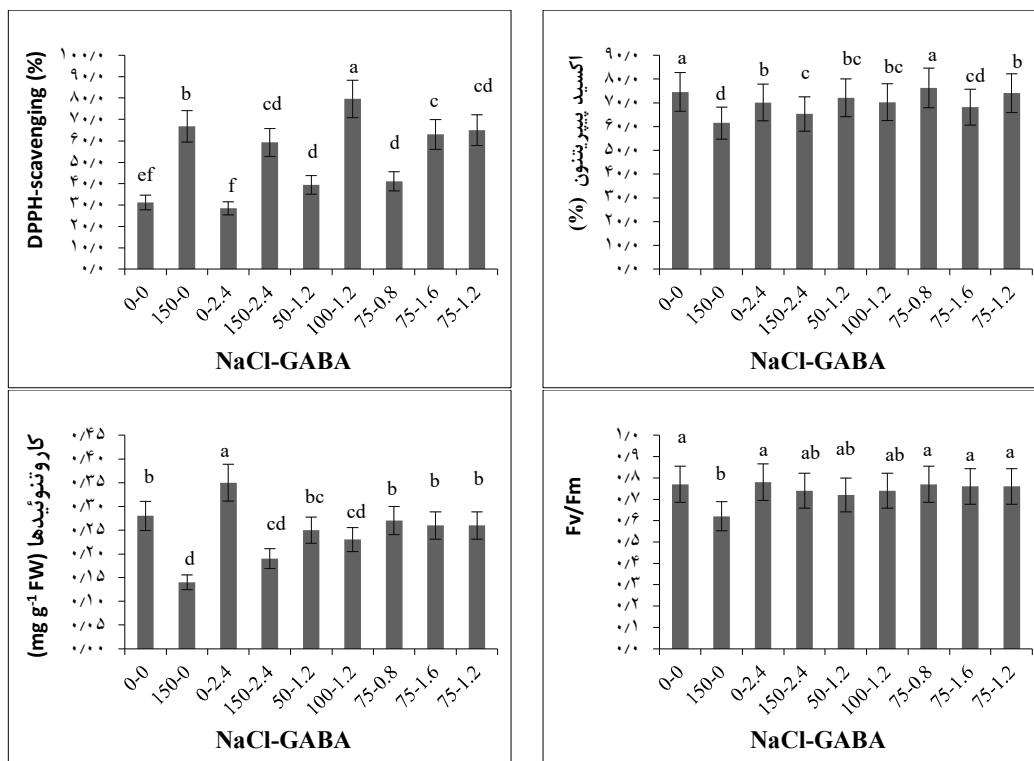 DPPH-scavenging (%)
۱۰۰/۰
۹۰/۰
۸۰/۰
۷۰/۰
۶۰/۰
۵۰/۰
۴۰/۰
۳۰/۰
۲۰/۰
۱۰/۰
۰/۰
ef b f cd d a d c cd
0-0 150-0 0-2.4 150-2.4 50-1.2 100-1.2 75-0.8 75-1.6 75-1.2
NaCl-GABA
اکسید پیپریتنون (%)
۹۰/۰
۸۰/۰
۷۰/۰
۶۰/۰
۵۰/۰
۴۰/۰
۳۰/۰
۲۰/۰
۱۰/۰
۰/۰
a d b c bc bc a cd b
0-0 150-0 0-2.4 150-2.4 50-1.2 100-1.2 75-0.8 75-1.6 75-1.2
NaCl-GABA
کاروتنوئیدها (mg g⁻¹ FW)
۰/۴۵
۰/۴۰
۰/۳۵
۰/۳۰
۰/۲۵
۰/۲۰
۰/۱۵
۰/۱۰
۰/۰۵
۰/۰۰
b d a cd bc cd b b b
0-0 150-0 0-2.4 150-2.4 50-1.2 100-1.2 75-0.8 75-1.6 75-1.2
NaCl-GABA
Fv/Fm
۱/۰
۰/۹
۰/۸
۰/۷
۰/۶
۰/۵
۰/۴
۰/۳
۰/۲
۰/۱
۰/۰
a b a ab ab ab a a a
0-0 150-0 0-2.4 150-2.4 50-1.2 100-1.2 75-0.8 75-1.6 75-1.2
NaCl-GABA